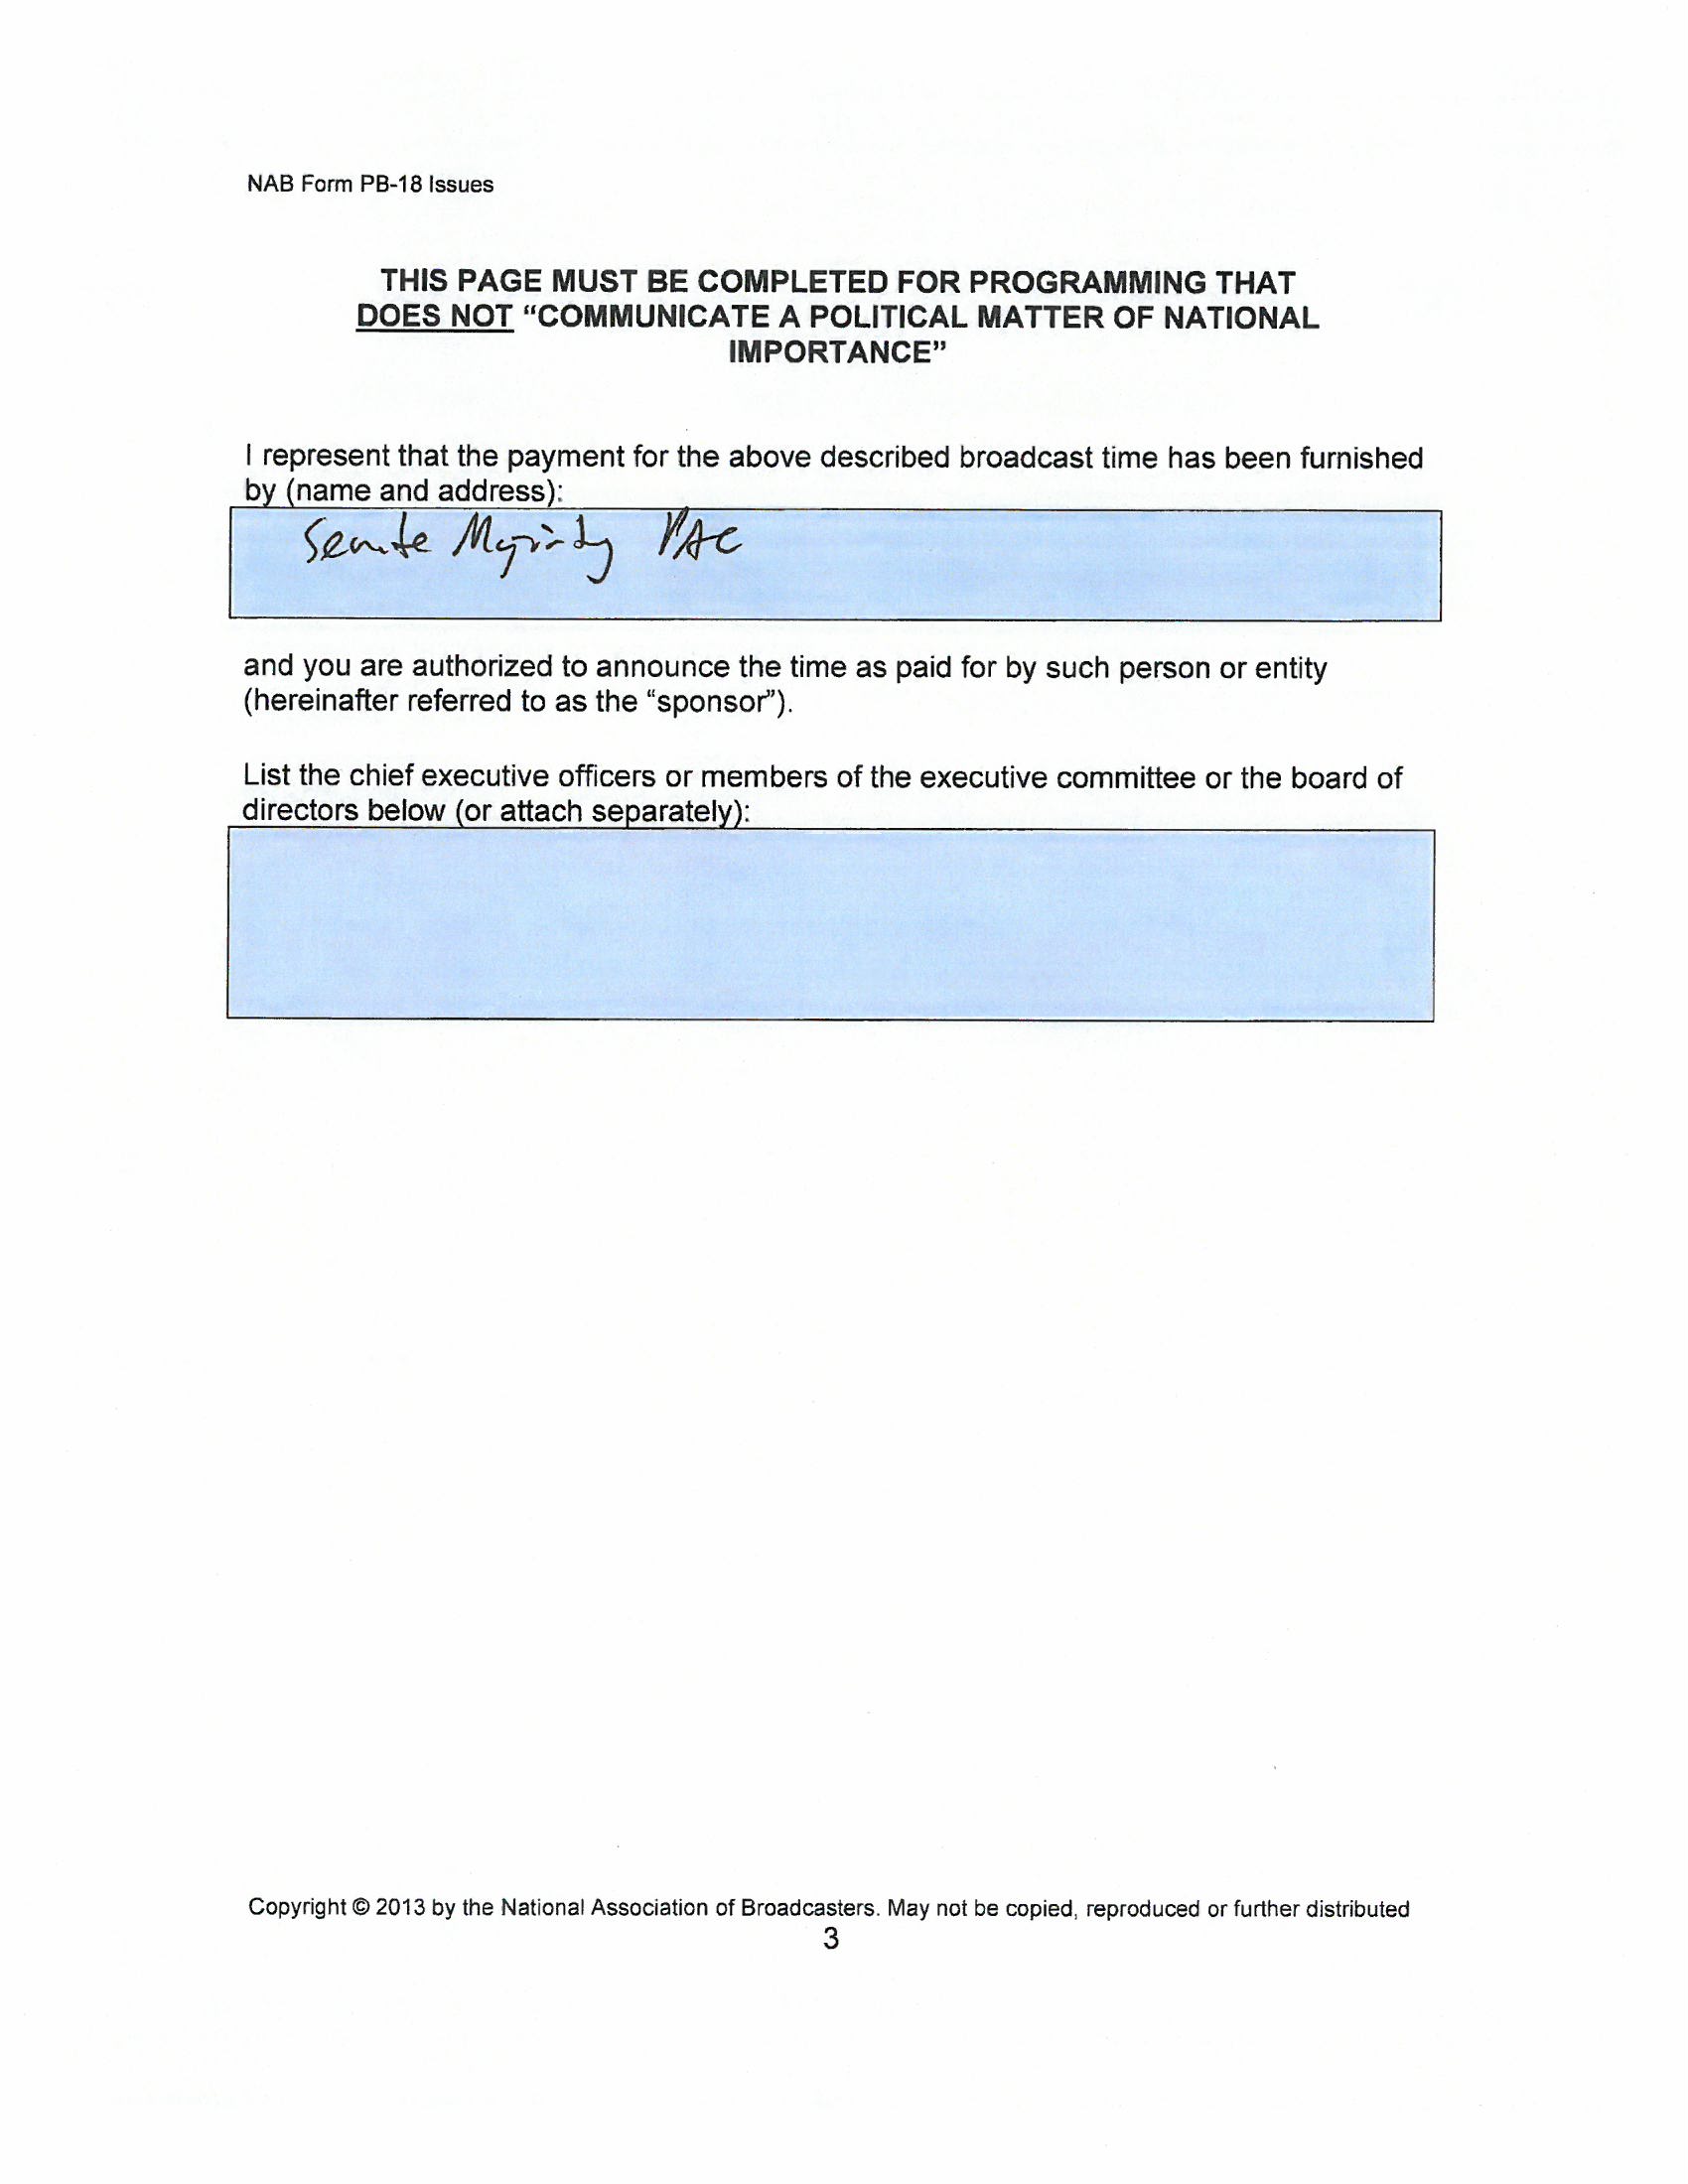 NAB Form PB-18 Issues
THIS PAGE MUST BE COMPLETED FOR PROGRAMMING THAT
DOES NOT “COMMUNICATE A POLITICAL MATTER OF NATIONAL
IMPORTANCE”
I represent that the payment for the above described broadcast time has been furnished
by (name and address):
Senate Majority PAC
and you are authorized to announce the time as paid for by such person or entity
(hereinafter referred to as the “sponsor”).
List the chief executive officers or members of the executive committee or the board of
directors below (or attach separately):
Copyright © 2013 by the National Association of Broadcasters. May not be copied, reproduced or further distributed
3